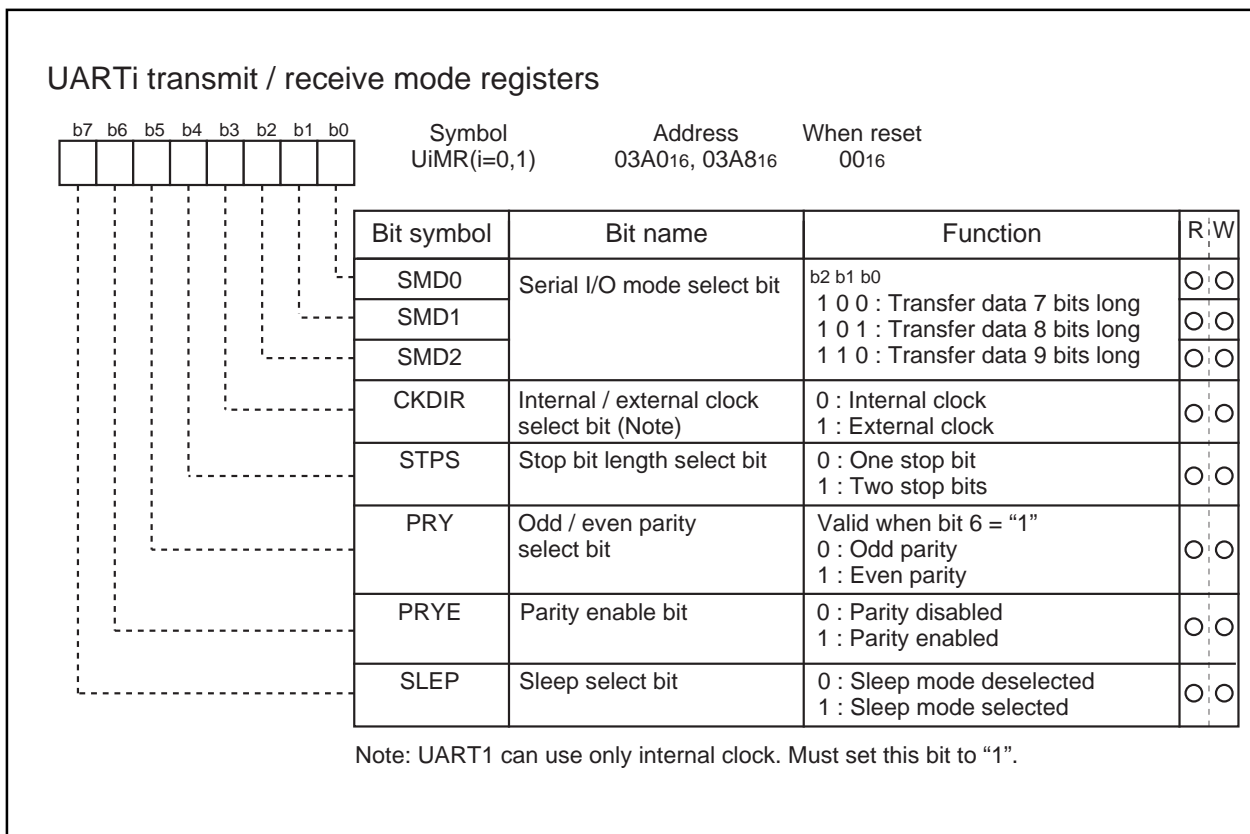 UARTi transmit / receive mode registers
b7 b6 b5 b4 b3 b2 b1 b0
Symbol Address When reset
UiMR(i=0,1) 03A016, 03A816 0016
Bit symbol Bit name Function R W
SMD0 Serial I/O mode select bit b2 b1 b0
1 0 0 : Transfer data 7 bits long
SMD1 1 0 1 : Transfer data 8 bits long
SMD2 1 1 0 : Transfer data 9 bits long
CKDIR Internal / external clock 0 : Internal clock
select bit (Note) 1 : External clock
STPS Stop bit length select bit 0 : One stop bit
1 : Two stop bits
PRY Odd / even parity Valid when bit 6 = “1”
select bit 0 : Odd parity
1 : Even parity
PRYE Parity enable bit 0 : Parity disabled
1 : Parity enabled
SLEP Sleep select bit 0 : Sleep mode deselected
1 : Sleep mode selected
Note: UART1 can use only internal clock. Must set this bit to “1”.